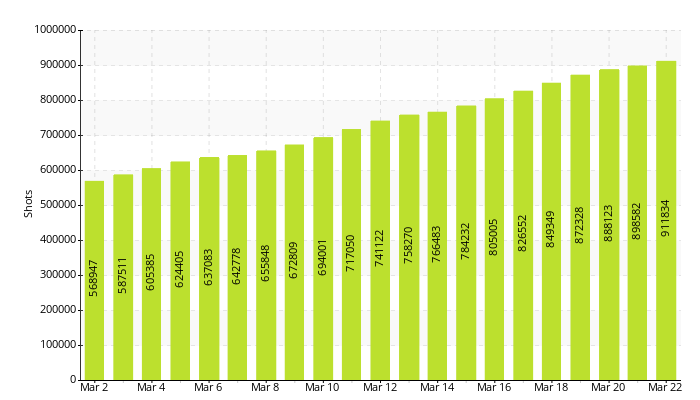 1000000
900000
800000
700000
600000
500000
400000
300000
200000
100000
0
Shots
568947
587511
605385
624405
637083
642778
655848
672809
694001
717050
741122
758270
766483
784232
805005
826552
849349
872328
888123
898582
911834
Mar 2
Mar 4
Mar 6
Mar 8
Mar 10
Mar 12
Mar 14
Mar 16
Mar 18
Mar 20
Mar 22